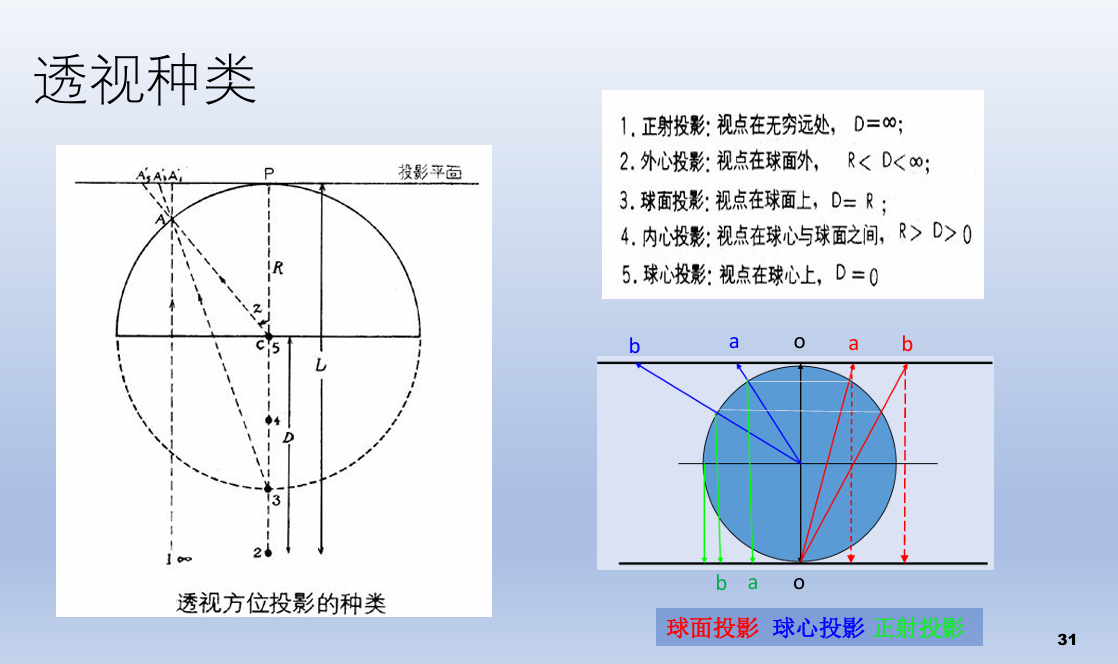 透视种类
1. 正射投影: 视点在无穷远处, D=∞;
2. 外心投影: 视点在球面外, R< D<∞;
3. 球面投影: 视点在球面上, D= R ;
4. 内心投影: 视点在球心与球面之间, R> D> 0
5. 球心投影: 视点在球心上, D = 0
A'₅ A'₃ A'₁ P 投影平面
A
R
Z
C 5
L
4
D
3
2
1 ∞
透视方位投影的种类
b a o a b
b a o
球面投影 球心投影 正射投影
31